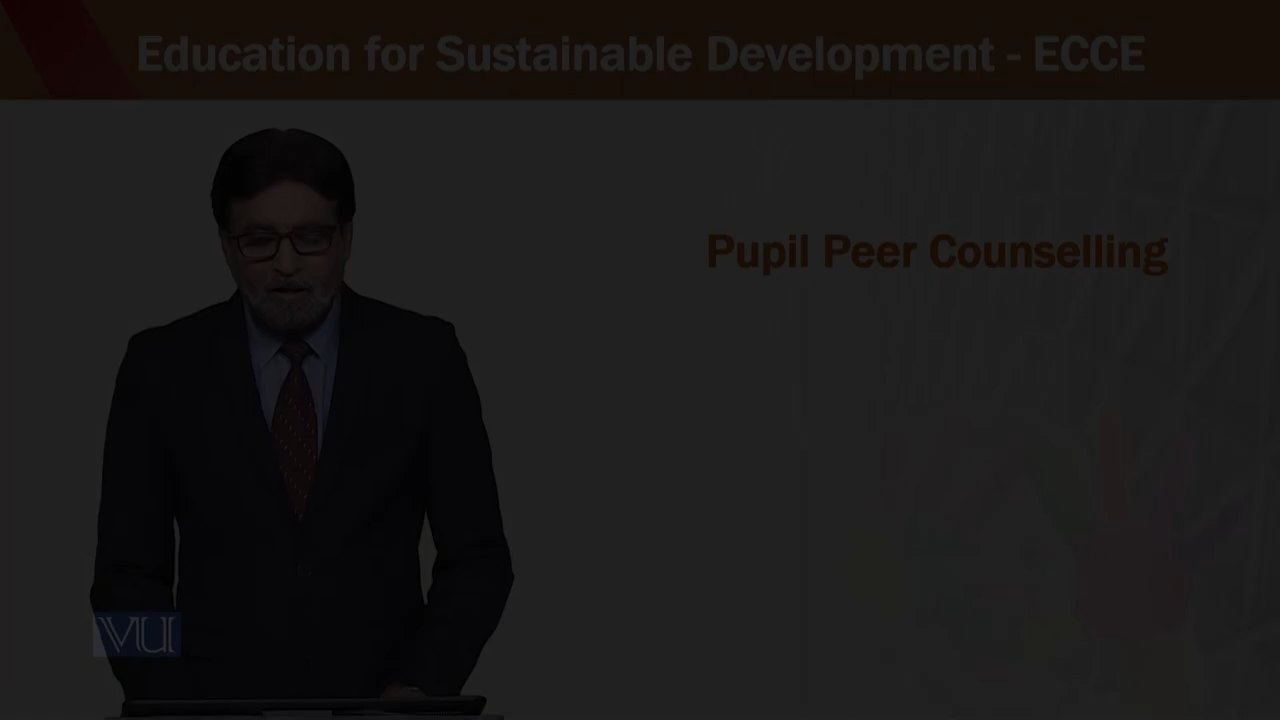 Education for Sustainable Development - ECCE
Pupil Peer Counselling
VU